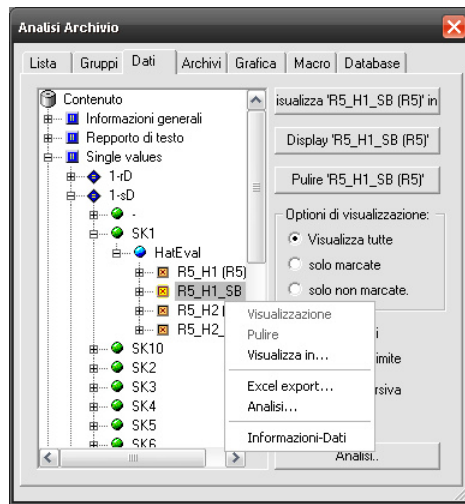 Analisi Archivio
Lista Gruppi Dati Archivi Grafica Macro Database
Contenuto
Informazioni generali
Repporto di testo
Single values
1-rD
1-sD
-
SK1
HatEval
R5_H1 (R5)
R5_H1_SB
R5_H2
R5_H2_
SK10
SK2
SK3
SK4
SK5
SK6
isualizza 'R5_H1_SB (R5)' in
Display 'R5_H1_SB (R5)'
Pulire 'R5_H1_SB (R5)'
Optioni di visualizzazione:
Visualizza tutte
solo marcate
solo non marcate.
Visualizzazione
Pulire
Visualizza in...
Excel export...
Analisi...
Informazioni-Dati
i
imite
rsiva
Analisi..